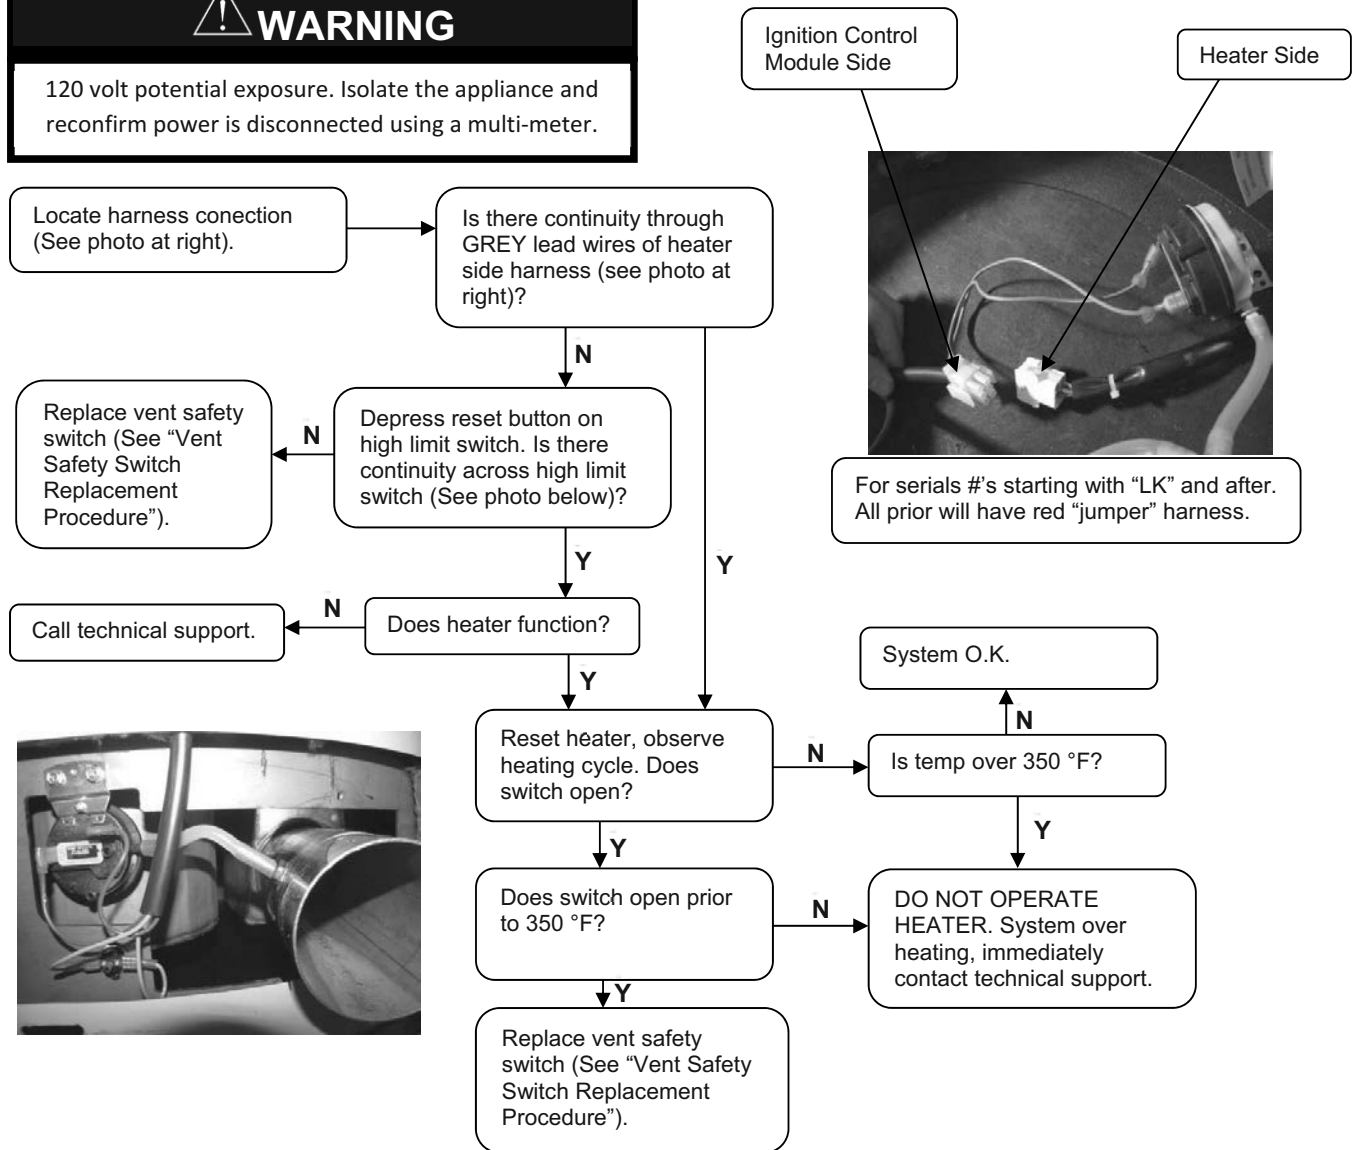 WARNING
120 volt potential exposure. Isolate the appliance and
reconfirm power is disconnected using a multi-meter.
Ignition Control
Module Side
Heater Side
Locate harness conection
(See photo at right).
Is there continuity through
GREY lead wires of heater
side harness (see photo at
right)?
N
Y
Replace vent safety
switch (See “Vent
Safety Switch
Replacement
Procedure”).
N
Depress reset button on
high limit switch. Is there
continuity across high limit
switch (See photo below)?
Y
For serials #'s starting with “LK” and after.
All prior will have red “jumper” harness.
Call technical support.
N
Does heater function?
Y
System O.K.
N
Reset heater, observe
heating cycle. Does
switch open?
N
Is temp over 350 °F?
Y
Y
Does switch open prior
to 350 °F?
N
DO NOT OPERATE
HEATER. System over
heating, immediately
contact technical support.
Y
Replace vent safety
switch (See “Vent Safety
Switch Replacement
Procedure”).